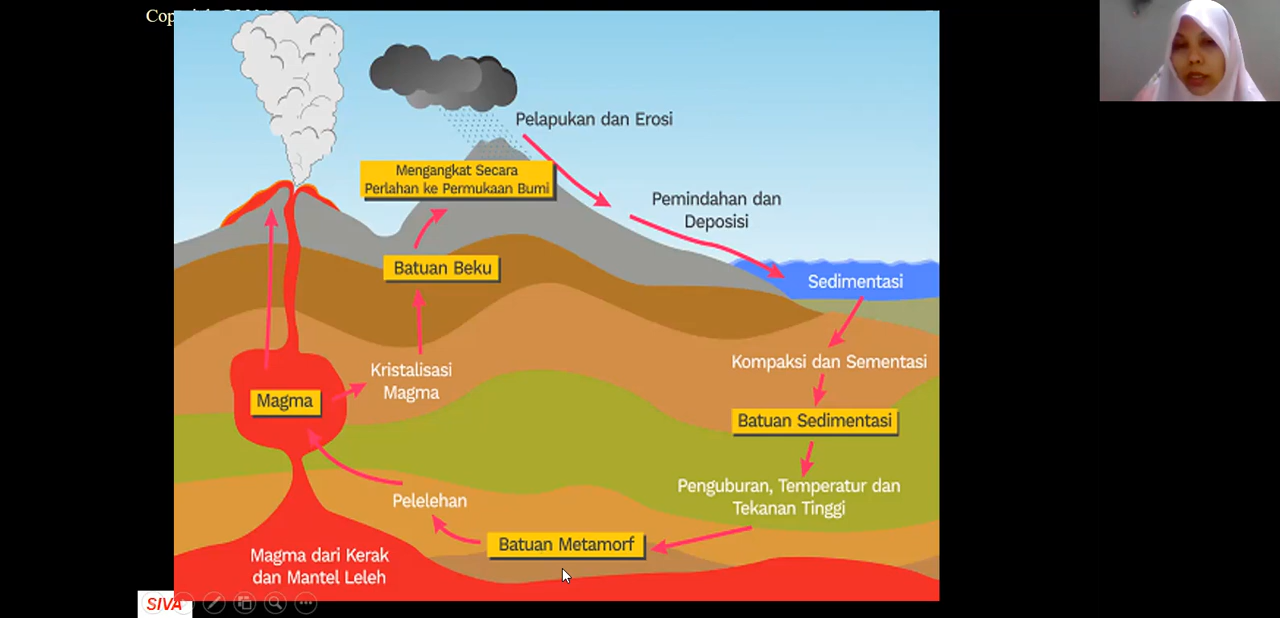 Pelapukan dan Erosi
Mengangkat Secara
Perlahan ke Permukaan Bumi
Pemindahan dan
Deposisi
Batuan Beku
Sedimentasi
Kompaksi dan Sementasi
Kristalisasi
Magma
Magma
Batuan Sedimentasi
Penguburan, Temperatur dan
Tekanan Tinggi
Pelelehan
Batuan Metamorf
Magma dari Kerak
dan Mantel Leleh
SIVA